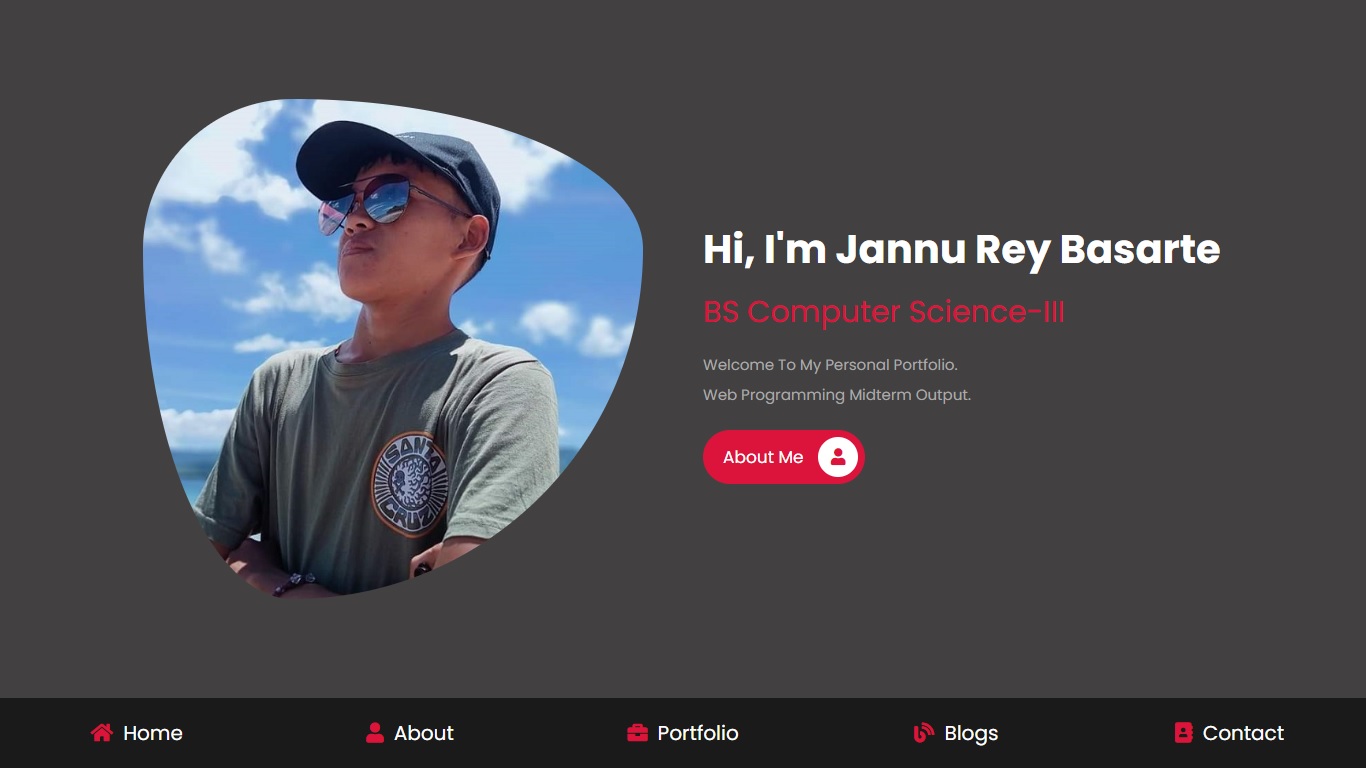 Hi, I'm Jannu Rey Basarte
BS Computer Science-III
Welcome To My Personal Portfolio.
Web Programming Midterm Output.
About Me
SANTA
CRUZ
Home
About
Portfolio
Blogs
Contact